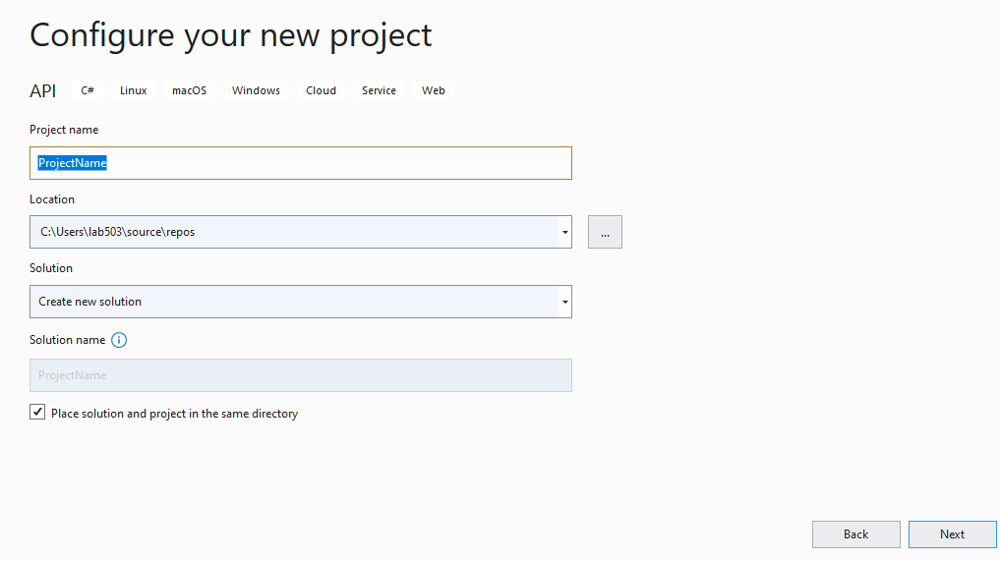 Configure your new project
API C# Linux macOS Windows Cloud Service Web
Project name
ProjectName
Location
C:\Users\lab503\source\repos
...
Solution
Create new solution
Solution name
ProjectName
Place solution and project in the same directory
Back Next